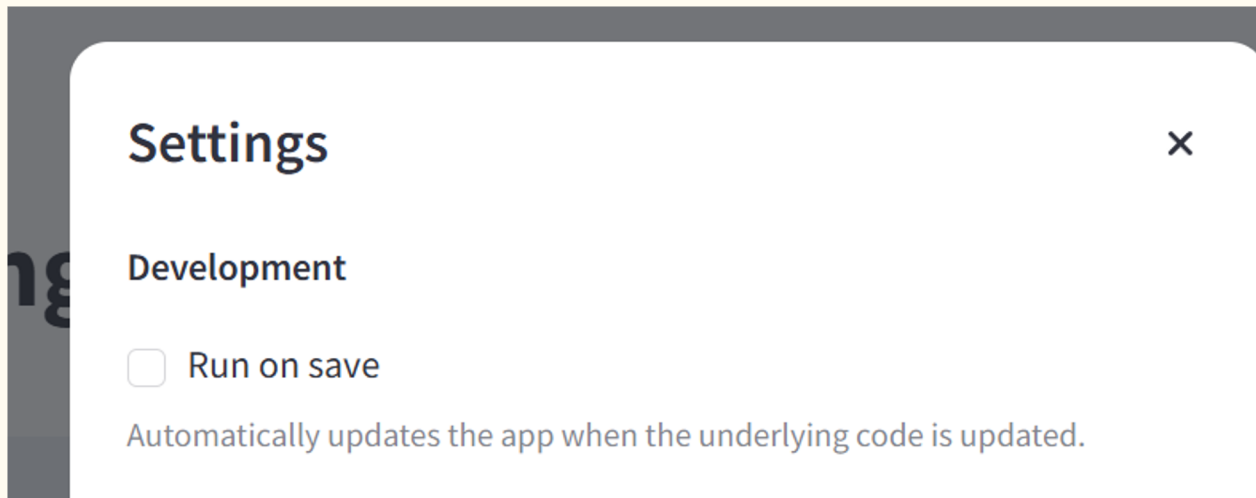 Settings
Development
Run on save
Automatically updates the app when the underlying code is updated.